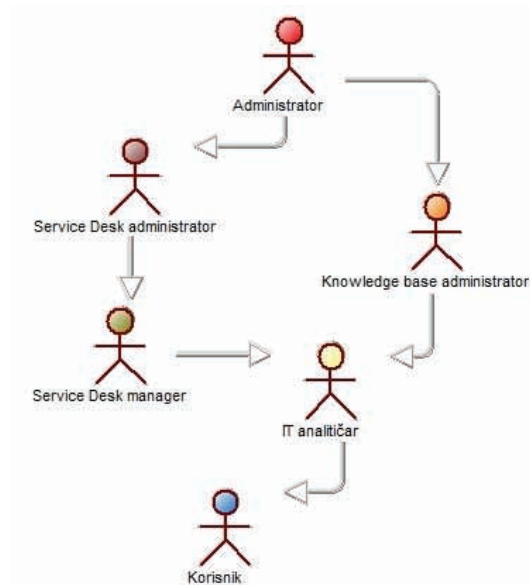 Administrator
Service Desk administrator
Knowledge base administrator
Service Desk manager
IT analitičar
Korisnik